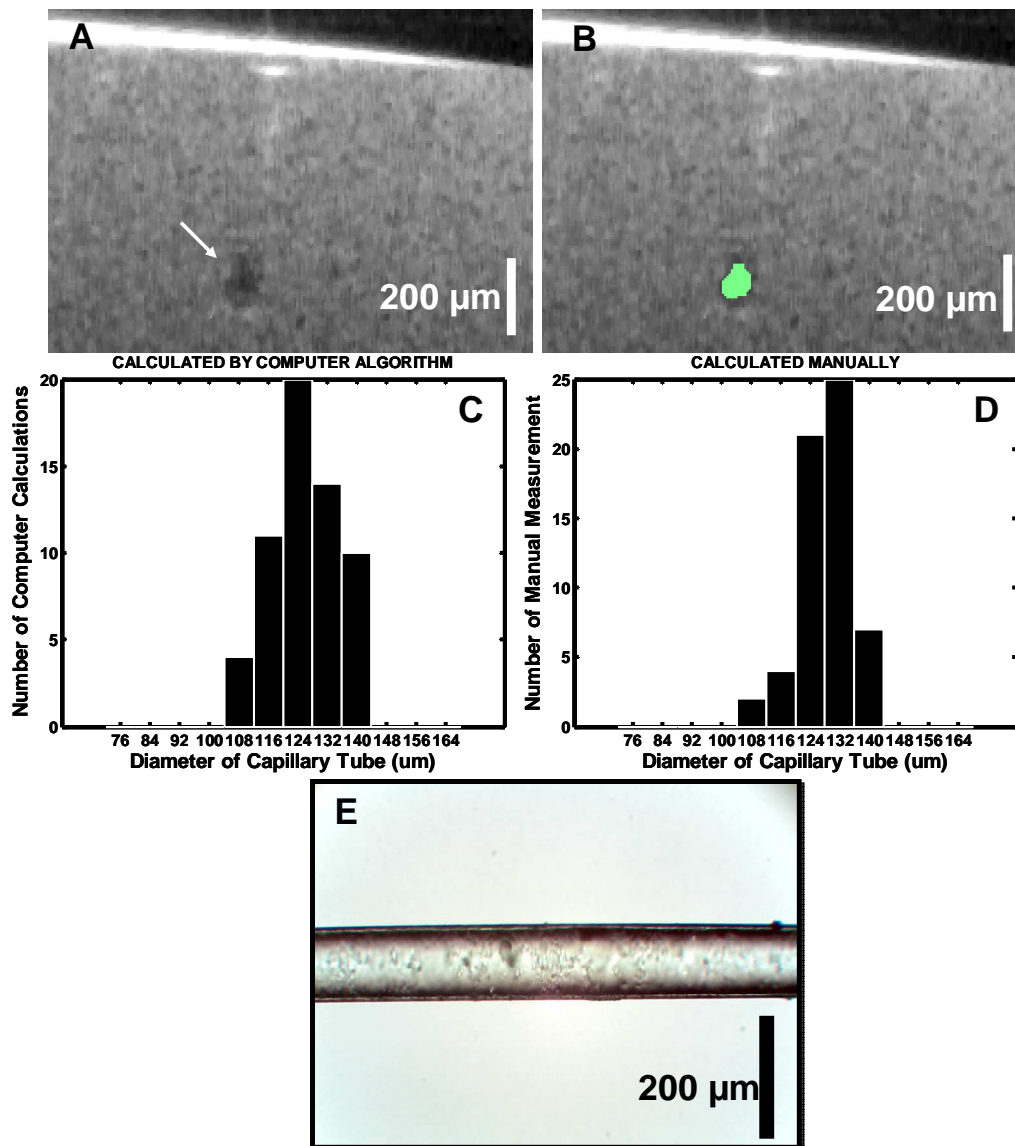 A
200 µm
B
200 µm
CALCULATED BY COMPUTER ALGORITHM
C
Number of Computer Calculations
20
15
10
5
0
76 84 92 100 108 116 124 132 140 148 156 164
Diameter of Capillary Tube (um)
CALCULATED MANUALLY
D
Number of Manual Measurement
25
20
15
10
5
0
76 84 92 100 108 116 124 132 140 148 156 164
Diameter of Capillary Tube (um)
E
200 µm